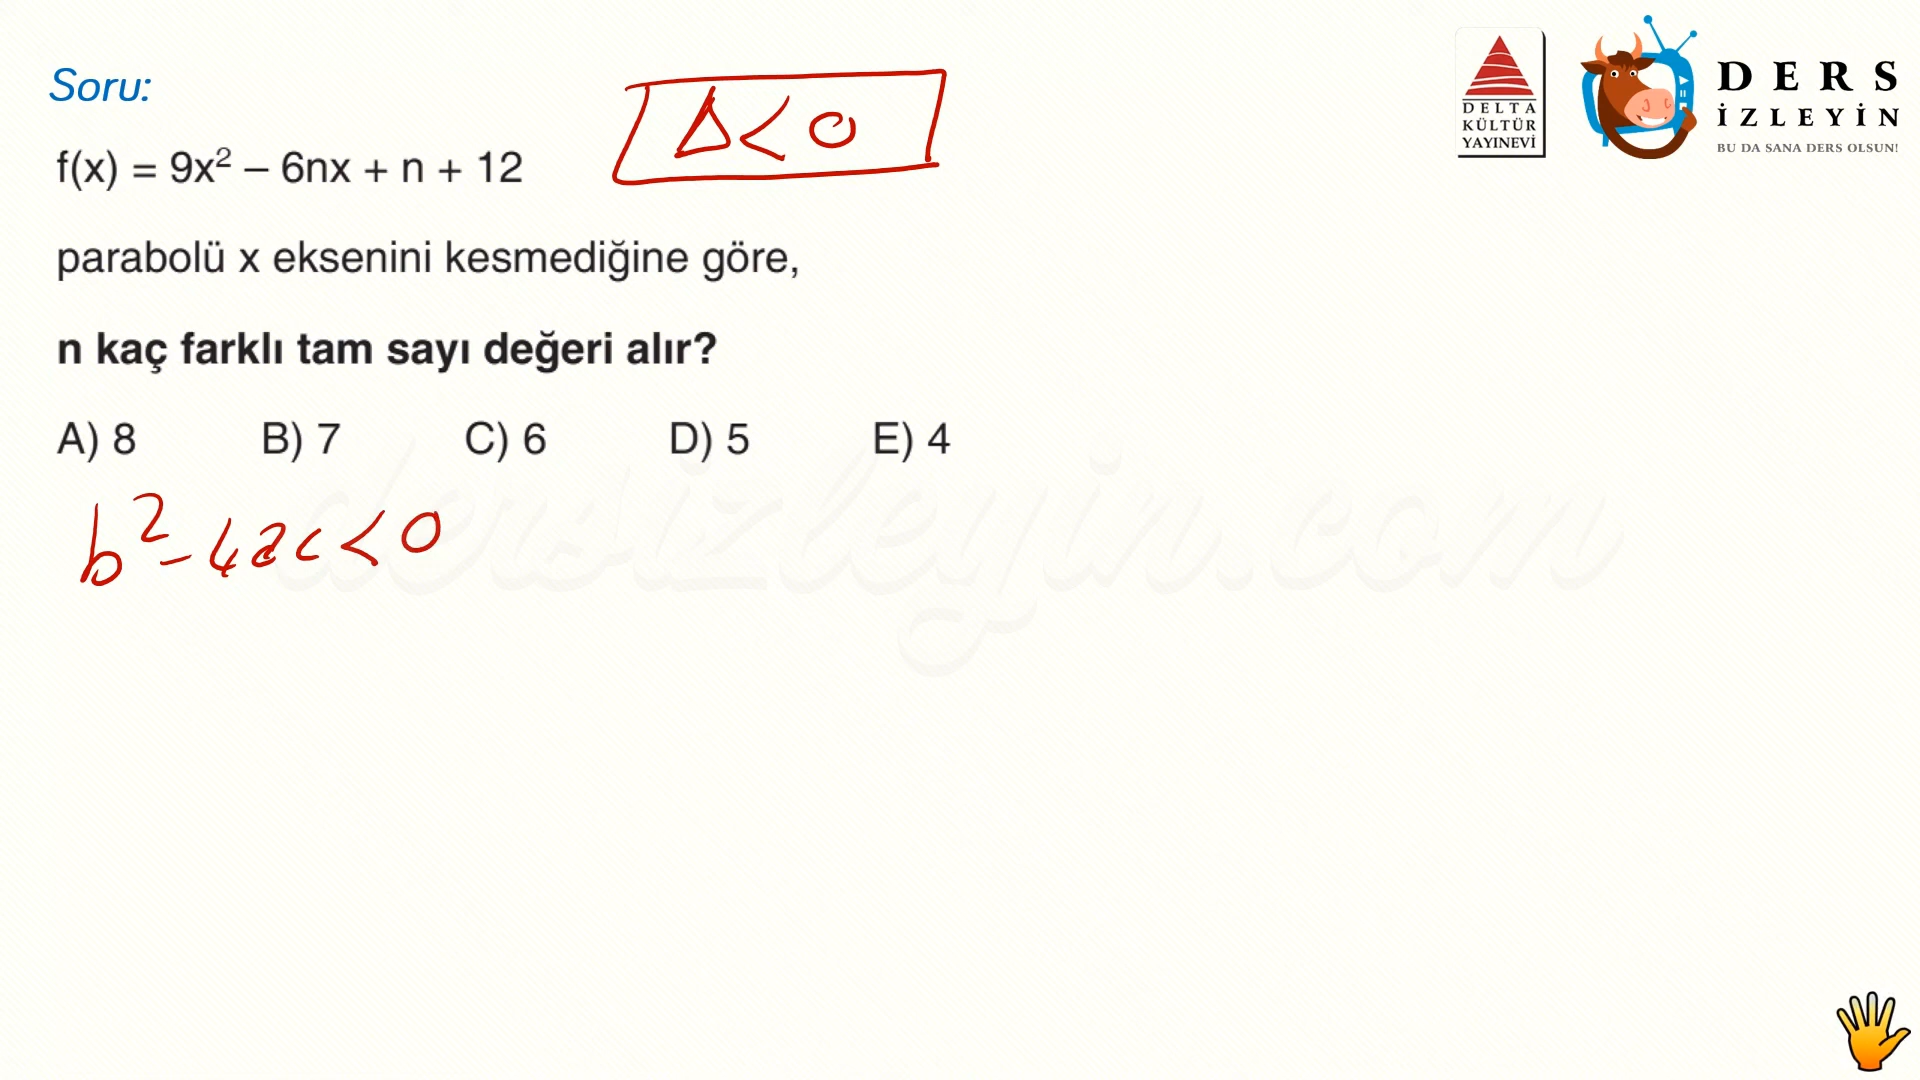 Soru:
Δ < 0
f(x) = 9x² – 6nx + n + 12
parabolü x eksenini kesmediğine göre,
n kaç farklı tam sayı değeri alır?
A) 8 B) 7 C) 6 D) 5 E) 4
b² - 4ac < 0
DELTA
KÜLTÜR
YAYINEVİ
DERS
İZLEYİN
BU DA SANA DERS OLSUN!
dersizleyin.com